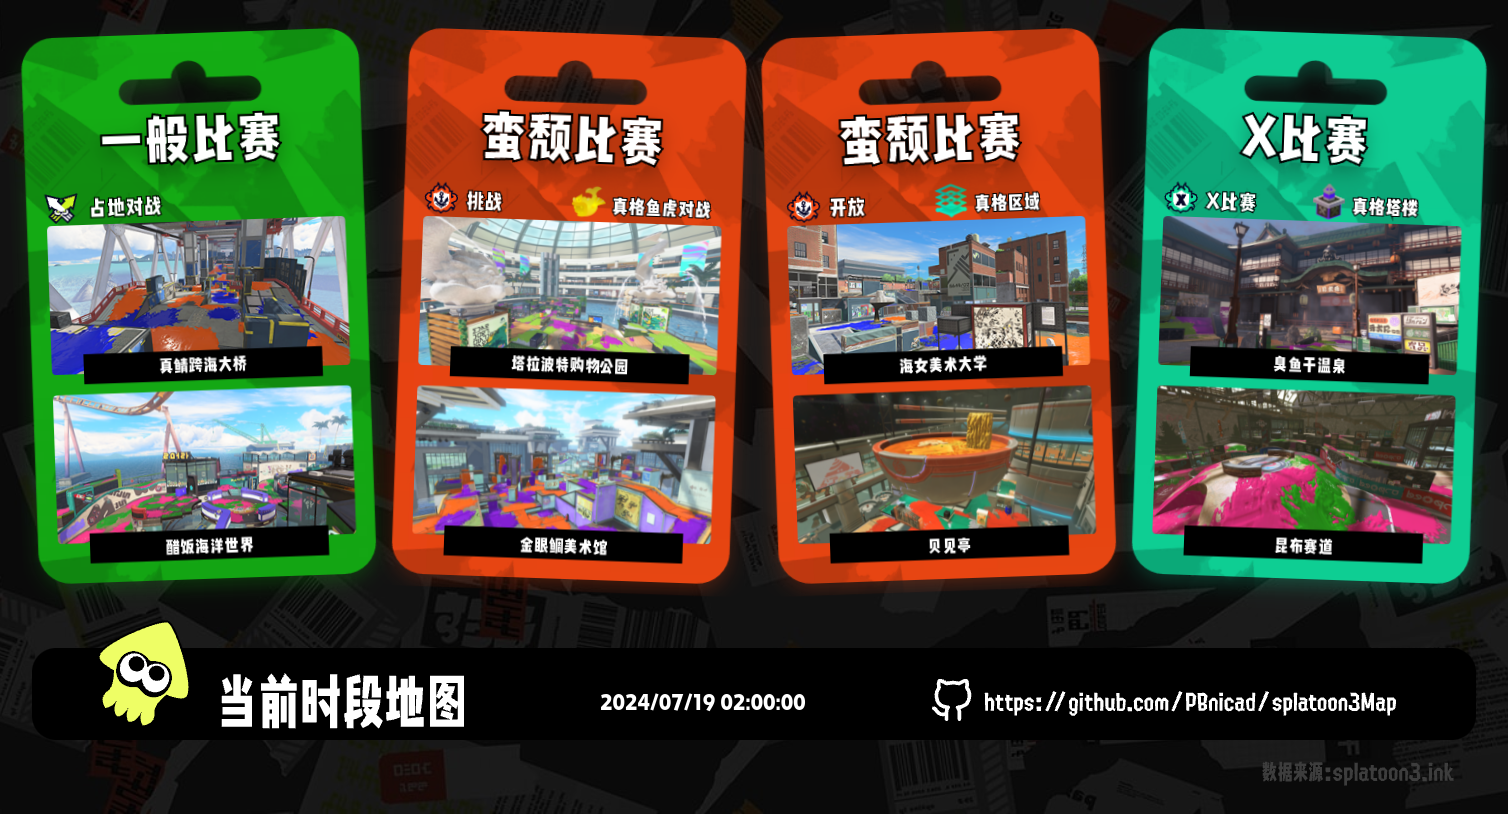 一般比赛
占地对战
真鲭跨海大桥
醋饭海洋世界
蛮颓比赛
挑战
真格鱼虎对战
塔拉波特购物公园
金眼鲷美术馆
蛮颓比赛
开放
真格区域
海女美术大学
贝见亭
X比赛
X比赛
真格塔楼
臭鱼干温泉
昆布赛道
当前时段地图
2024/07/19 02:00:00
https://github.com/PBnicad/splatoon3Map
数据来源:splatoon3.ink